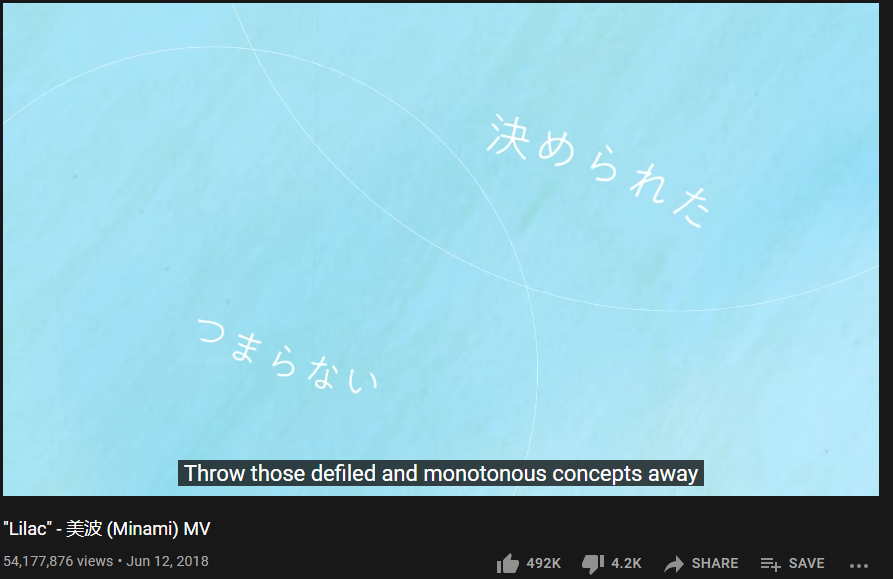 決められた
つまらない
Throw those defiled and monotonous concepts away
"Lilac" - 美波 (Minami) MV
54,177,876 views • Jun 12, 2018
492K 4.2K SHARE SAVE